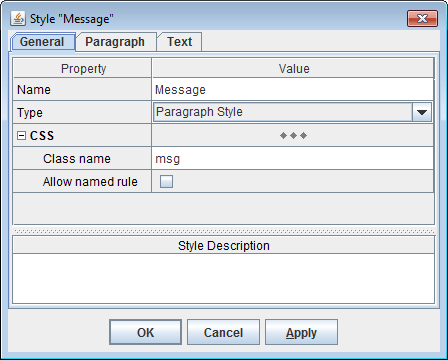 Style "Message"
General Paragraph Text
Property Value
Name Message
Type Paragraph Style
CSS
Class name msg
Allow named rule
Style Description
OK Cancel Apply